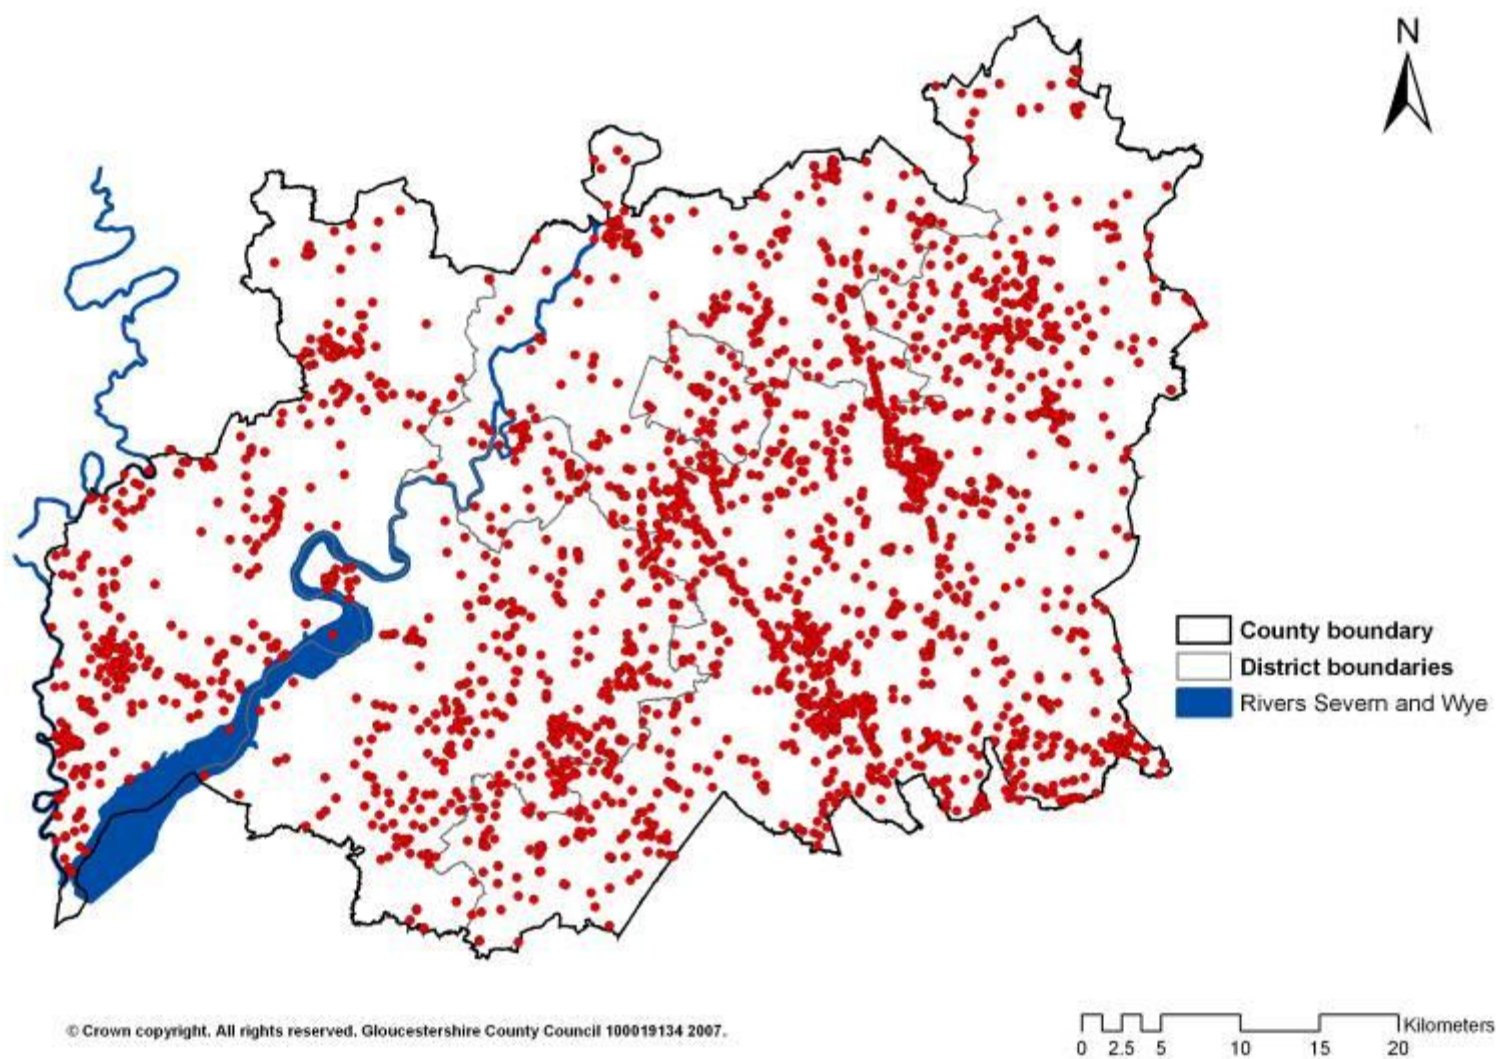 N
County boundary
District boundaries
Rivers Severn and Wye
© Crown copyright. All rights reserved. Gloucestershire County Council 100019134 2007.
Kilometers
0 2.5 5 10 15 20